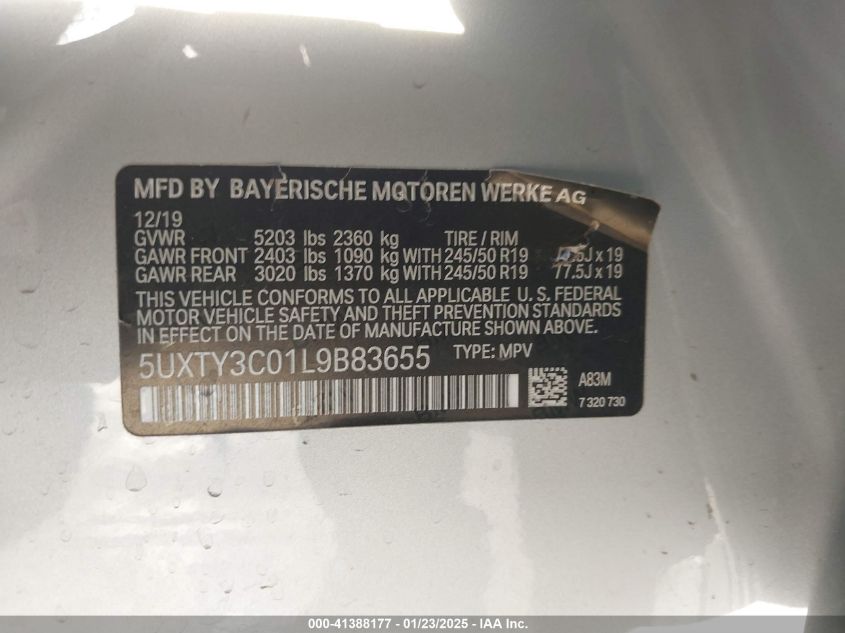 MFD BY BAYERISCHE MOTOREN WERKE AG
12/19
GVWR 5203 lbs 2360 kg TIRE / RIM
GAWR FRONT 2403 lbs 1090 kg WITH 245/50 R19 x 19
GAWR REAR 3020 lbs 1370 kg WITH 245/50 R19 77.5J x 19
THIS VEHICLE CONFORMS TO ALL APPLICABLE U. S. FEDERAL
MOTOR VEHICLE SAFETY AND THEFT PREVENTION STANDARDS
IN EFFECT ON THE DATE OF MANUFACTURE SHOWN ABOVE.
5UXTY3C01L9B83655 TYPE: MPV
A83M
7 320 730
000-41388177 - 01/23/2025 - IAA Inc.